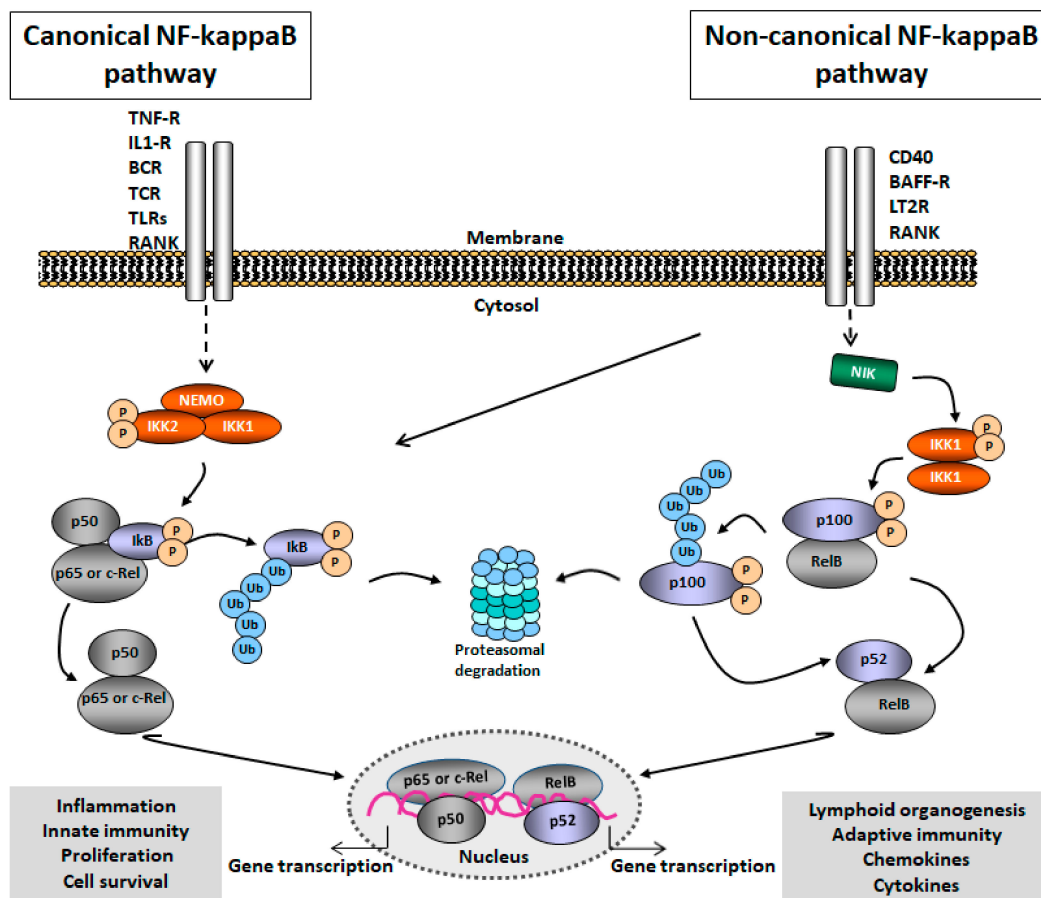 Canonical NF-kappaB
pathway
Non-canonical NF-kappaB
pathway
TNF-R
IL1-R
BCR
TCR
TLRs
RANK
CD40
BAFF-R
LT2R
RANK
Membrane
Cytosol
NIK
NEMO
P
P
IKK2
IKK1
IKK1
P
P
IKK1
p50
IkB
P
P
p65 or c-Rel
IkB
P
P
Ub
Ub
Ub
Ub
Ub
Ub
Ub
Ub
Ub
p100
P
P
p100
P
P
RelB
Proteasomal
degradation
p50
p65 or c-Rel
p52
RelB
p65 or c-Rel
p50
RelB
p52
Nucleus
Gene transcription
Gene transcription
Inflammation
Innate immunity
Proliferation
Cell survival
Lymphoid organogenesis
Adaptive immunity
Chemokines
Cytokines